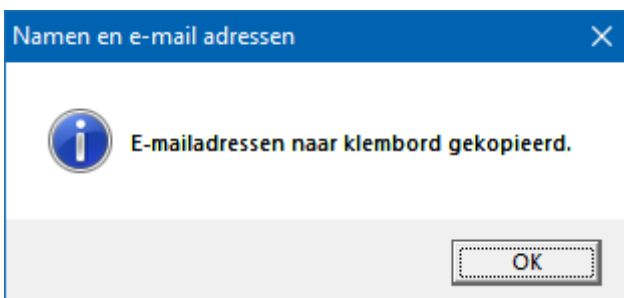 Namen en e-mail adressen
E-mailadressen naar klembord gekopieerd.
OK